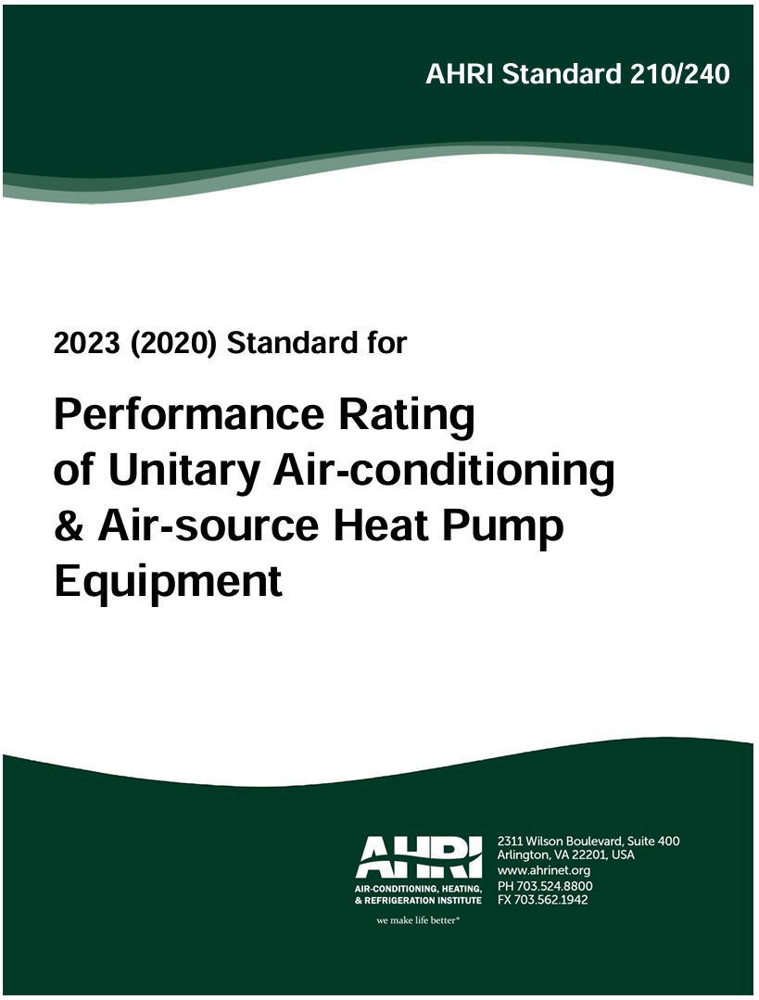 AHRI Standard 210/240
2023 (2020) Standard for
Performance Rating
of Unitary Air-conditioning
& Air-source Heat Pump
Equipment
AHRI
AIR-CONDITIONING, HEATING,
& REFRIGERATION INSTITUTE
we make life better®
2311 Wilson Boulevard, Suite 400
Arlington, VA 22201, USA
www.ahrinet.org
PH 703.524.8800
FX 703.562.1942